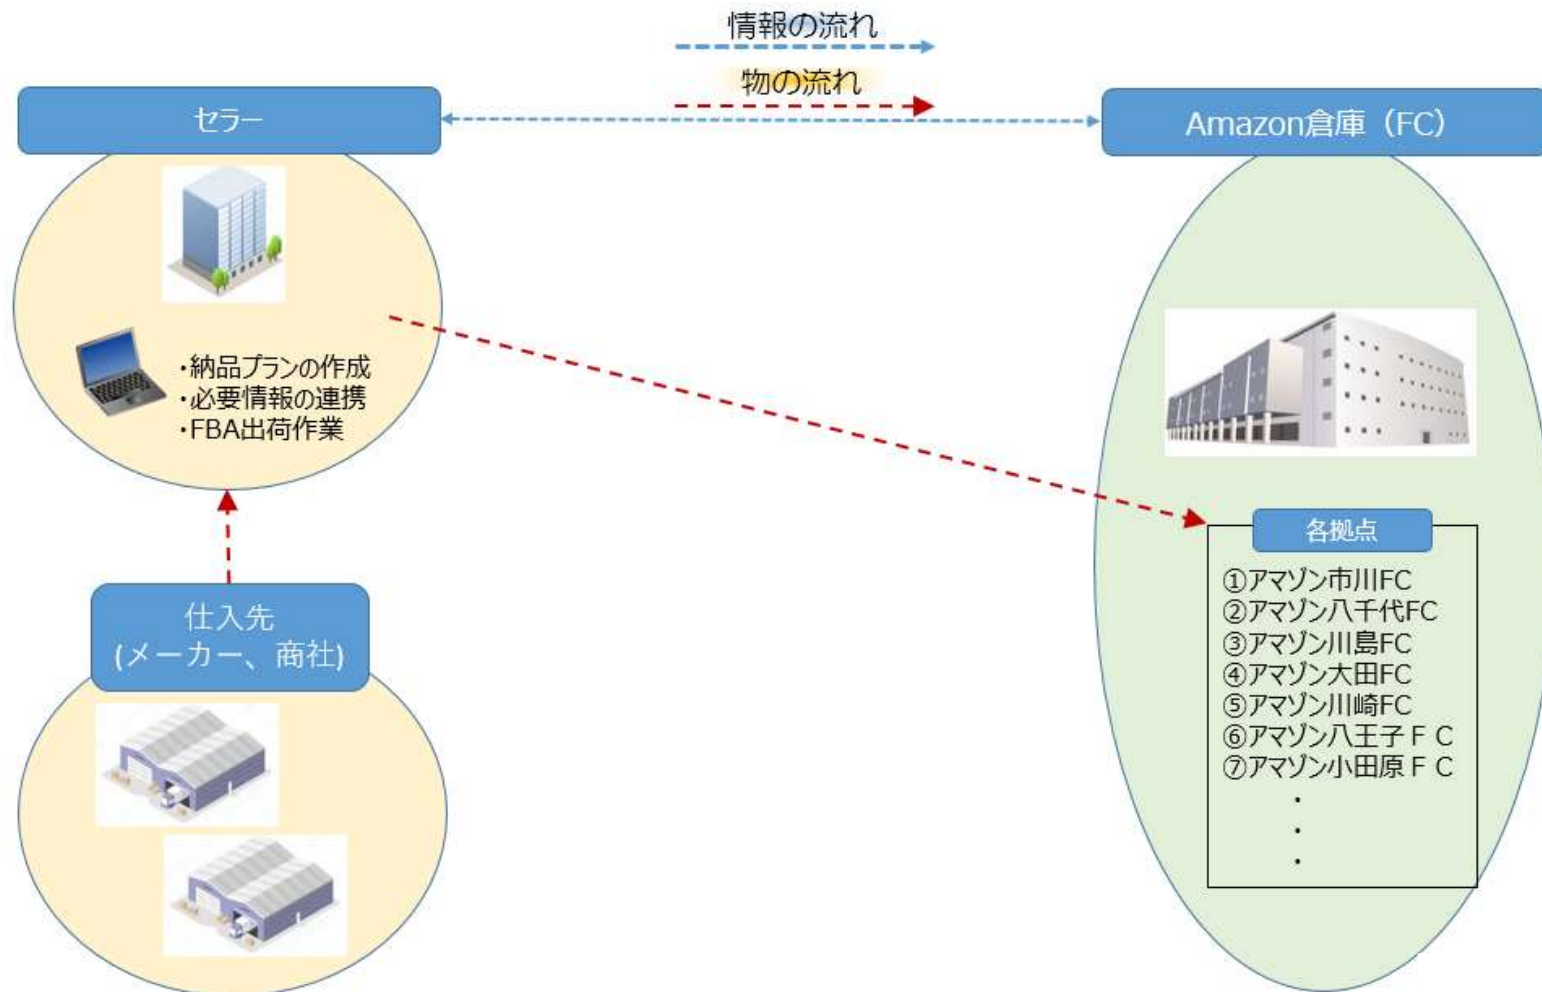 情報の流れ
物の流れ
セラー
Amazon倉庫（FC）
・納品プランの作成
・必要情報の連携
・FBA出荷作業
仕入先
(メーカー、商社)
各拠点
①アマゾン市川FC
②アマゾン八千代FC
③アマゾン川島FC
④アマゾン大田FC
⑤アマゾン川崎FC
⑥アマゾン八王子ＦＣ
⑦アマゾン小田原ＦＣ
・
・
・